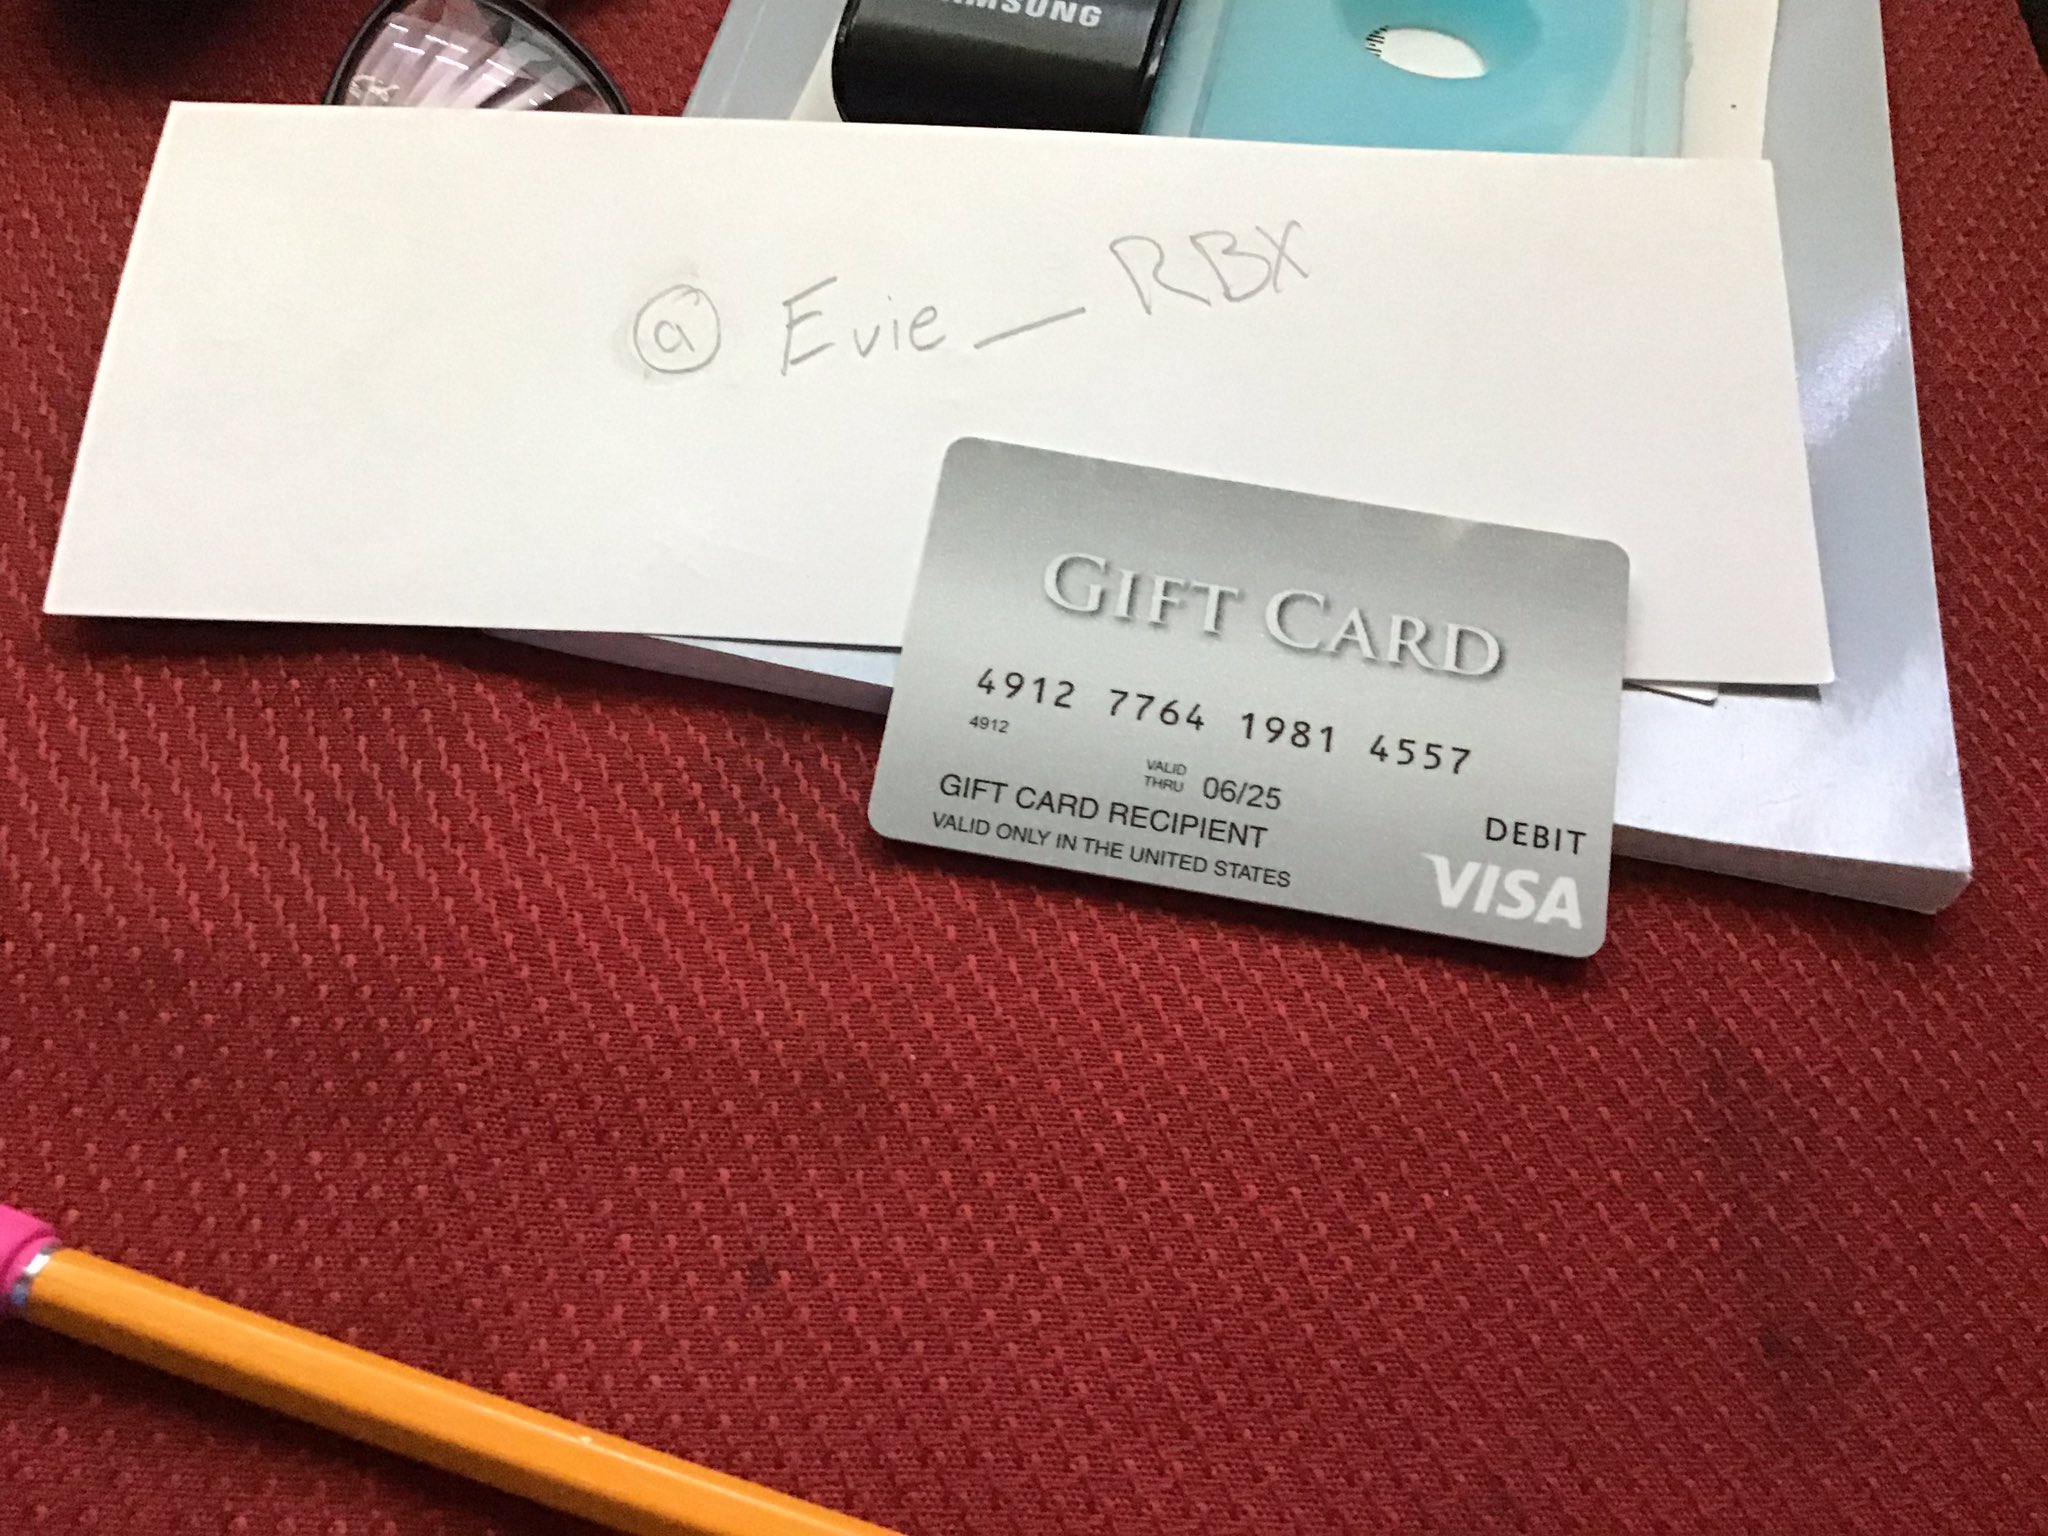 MSUNG
@ Evie_RBX
GIFT CARD
4912 7764 1981 4557
4912
VALID THRU 06/25
GIFT CARD RECIPIENT
VALID ONLY IN THE UNITED STATES
DEBIT
VISA